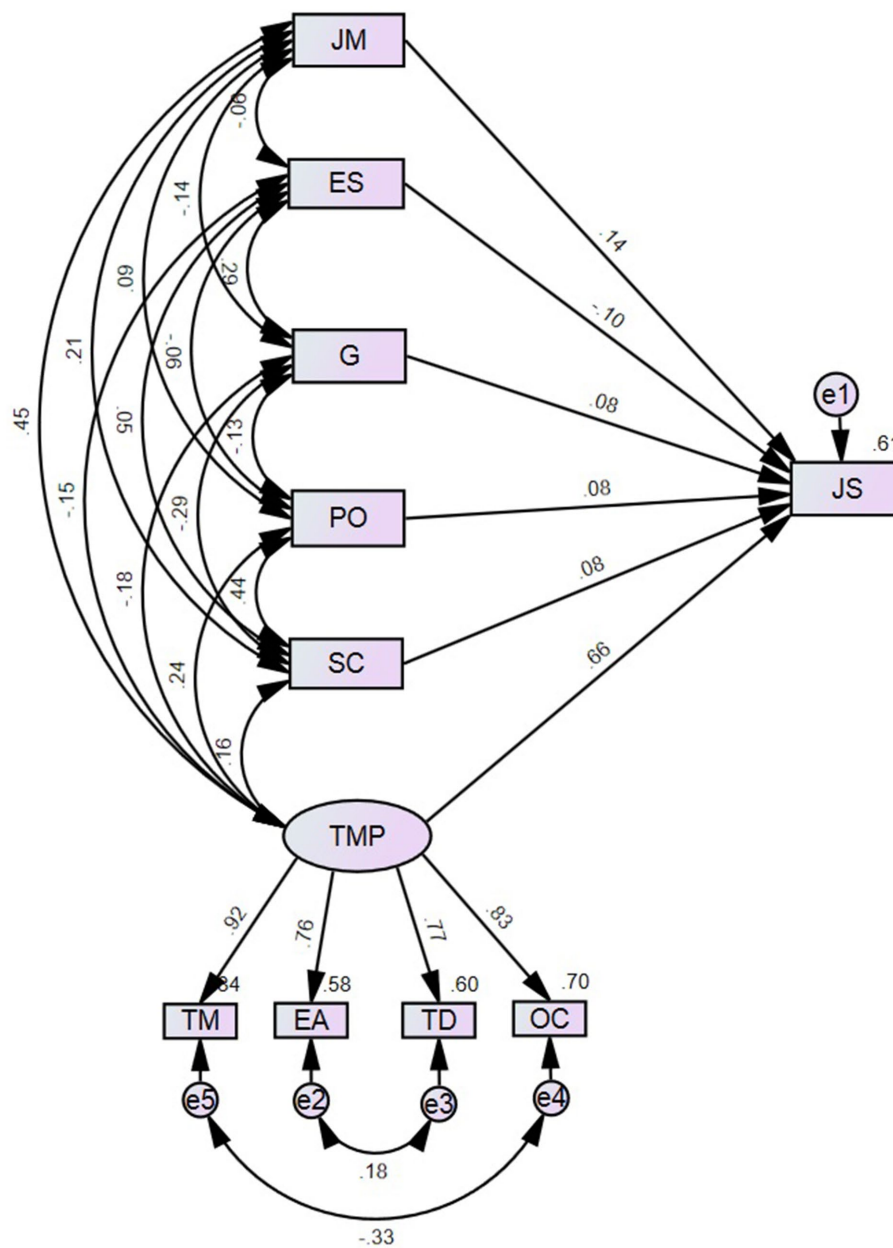 JM
-.06
ES
-.14
.14
.29
.09
-.10
-.06
.21
G
.08
e1
.45
.05
-.13
.61
JS
-.15
-.29
PO
.08
-.18
.44
.08
SC
.24
.66
.16
TMP
.92
.76
.77
.83
.84
.58
.60
.70
TM
EA
TD
OC
e5
e2
e3
e4
.18
-.33